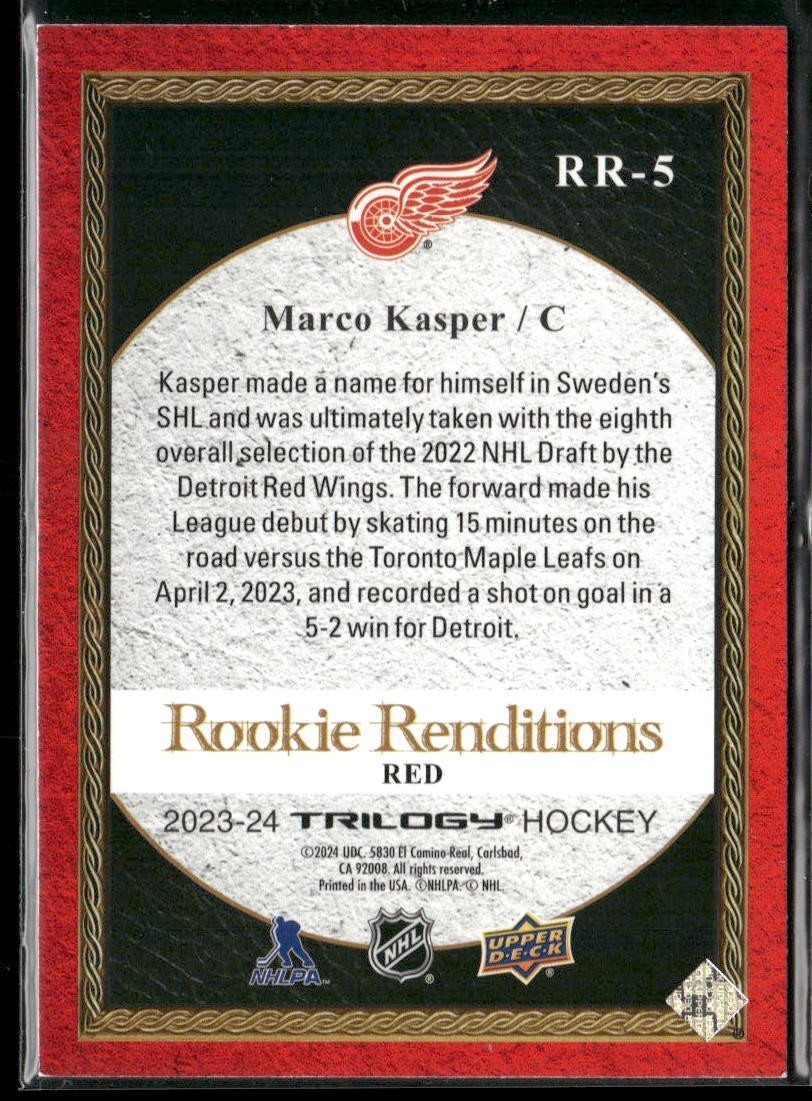 RR-5
®
Marco Kasper / C
Kasper made a name for himself in Sweden's
SHL and was ultimately taken with the eighth
overall selection of the 2022 NHL Draft by the
Detroit Red Wings. The forward made his
League debut by skating 15 minutes on the
road versus the Toronto Maple Leafs on
April 2, 2023, and recorded a shot on goal in a
5-2 win for Detroit.
Rookie Renditions
RED
2023-24 TRILOGY® HOCKEY
©2024 UDC. 5830 El Camino Real, Carlsbad,
CA 92008. All rights reserved.
Printed in the USA. ©NHLPA. © NHL.
NHLPA™
NHL®
UPPER
D·E·C·K®